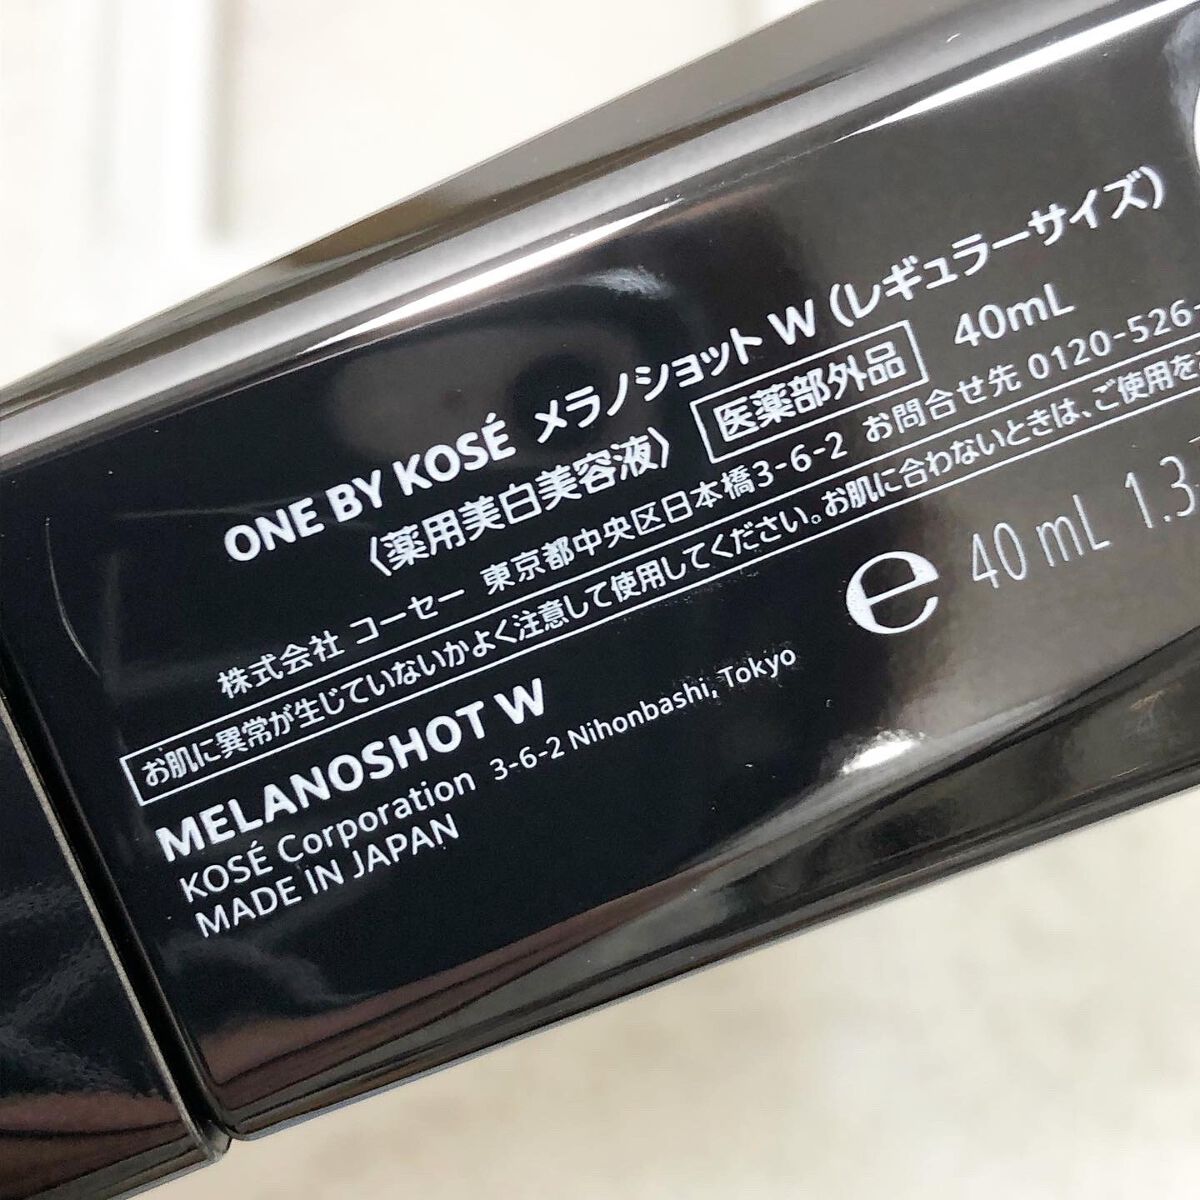 ONE BY KOSÉ メラノショット W（レギュラーサイズ）
〈薬用美白美容液〉 医薬部外品 40mL
株式会社 コーセー 東京都中央区日本橋3-6-2 お問合せ先 0120-526-
お肌に異常が生じていないかよく注意して使用してください。お肌に合わないときは、ご使用を
MELANOSHOT W
KOSÉ Corporation 3-6-2 Nihonbashi, Tokyo
MADE IN JAPAN
℮ 40 mL 1.3